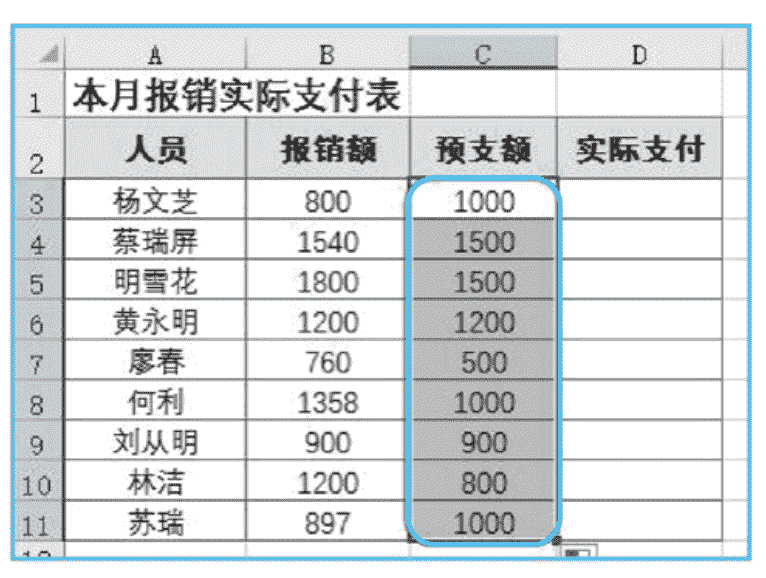 A B C D
1 本月报销实际支付表
2 人员 报销额 预支额 实际支付
3 杨文芝 800 1000
4 蔡瑞屏 1540 1500
5 明雪花 1800 1500
6 黄永明 1200 1200
7 廖春 760 500
8 何利 1358 1000
9 刘从明 900 900
10 林洁 1200 800
11 苏瑞 897 1000